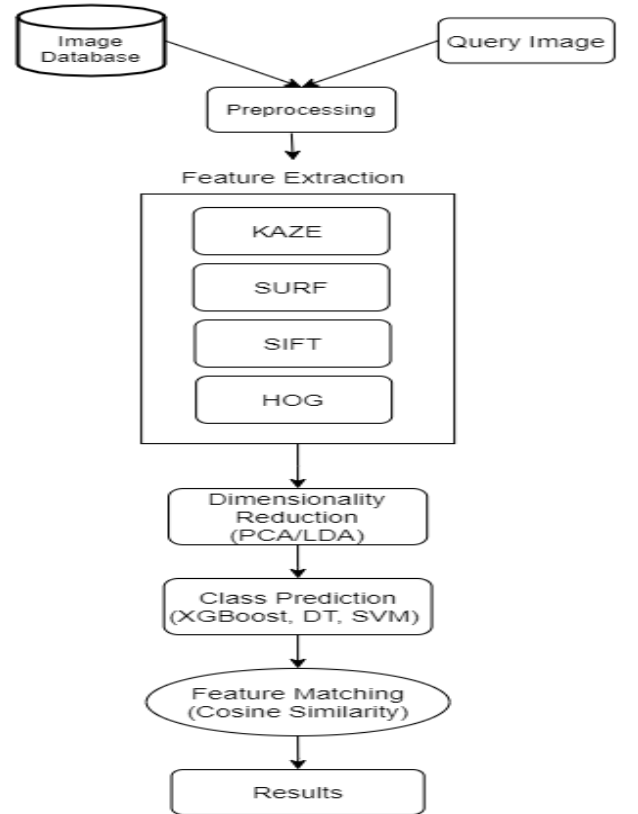 Image
Database
Query Image
Preprocessing
Feature Extraction
KAZE
SURF
SIFT
HOG
Dimensionality
Reduction
(PCA/LDA)
Class Prediction
(XGBoost, DT, SVM)
Feature Matching
(Cosine Similarity)
Results